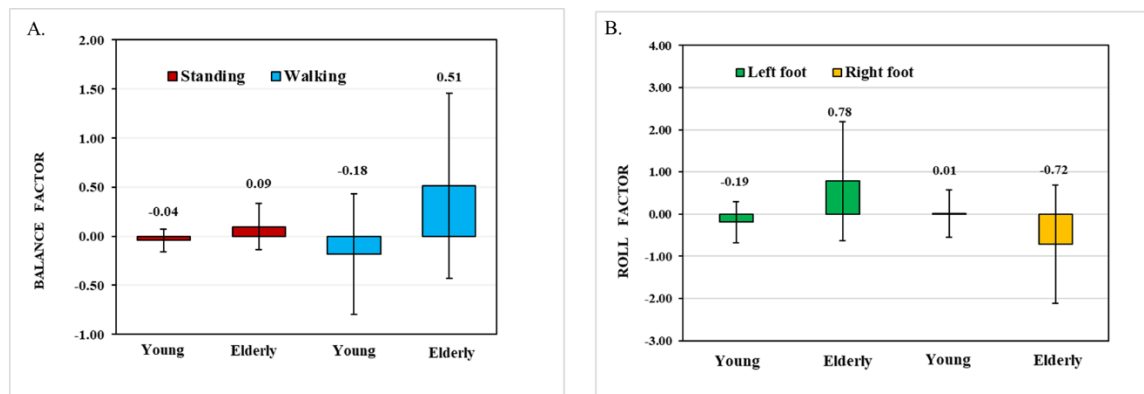 A.
BALANCE FACTOR
2.00
1.50
1.00
0.50
0.00
-0.50
-1.00
Standing Walking
-0.04
0.09
-0.18
0.51
Young Elderly Young Elderly
B.
ROLL FACTOR
4.00
3.00
2.00
1.00
0.00
-1.00
-2.00
-3.00
Left foot Right foot
-0.19
0.78
0.01
-0.72
Young Elderly Young Elderly